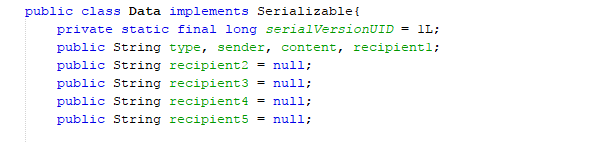 public class Data implements Serializable{
private static final long serialVersionUID = 1L;
public String type, sender, content, recipient1;
public String recipient2 = null;
public String recipient3 = null;
public String recipient4 = null;
public String recipient5 = null;